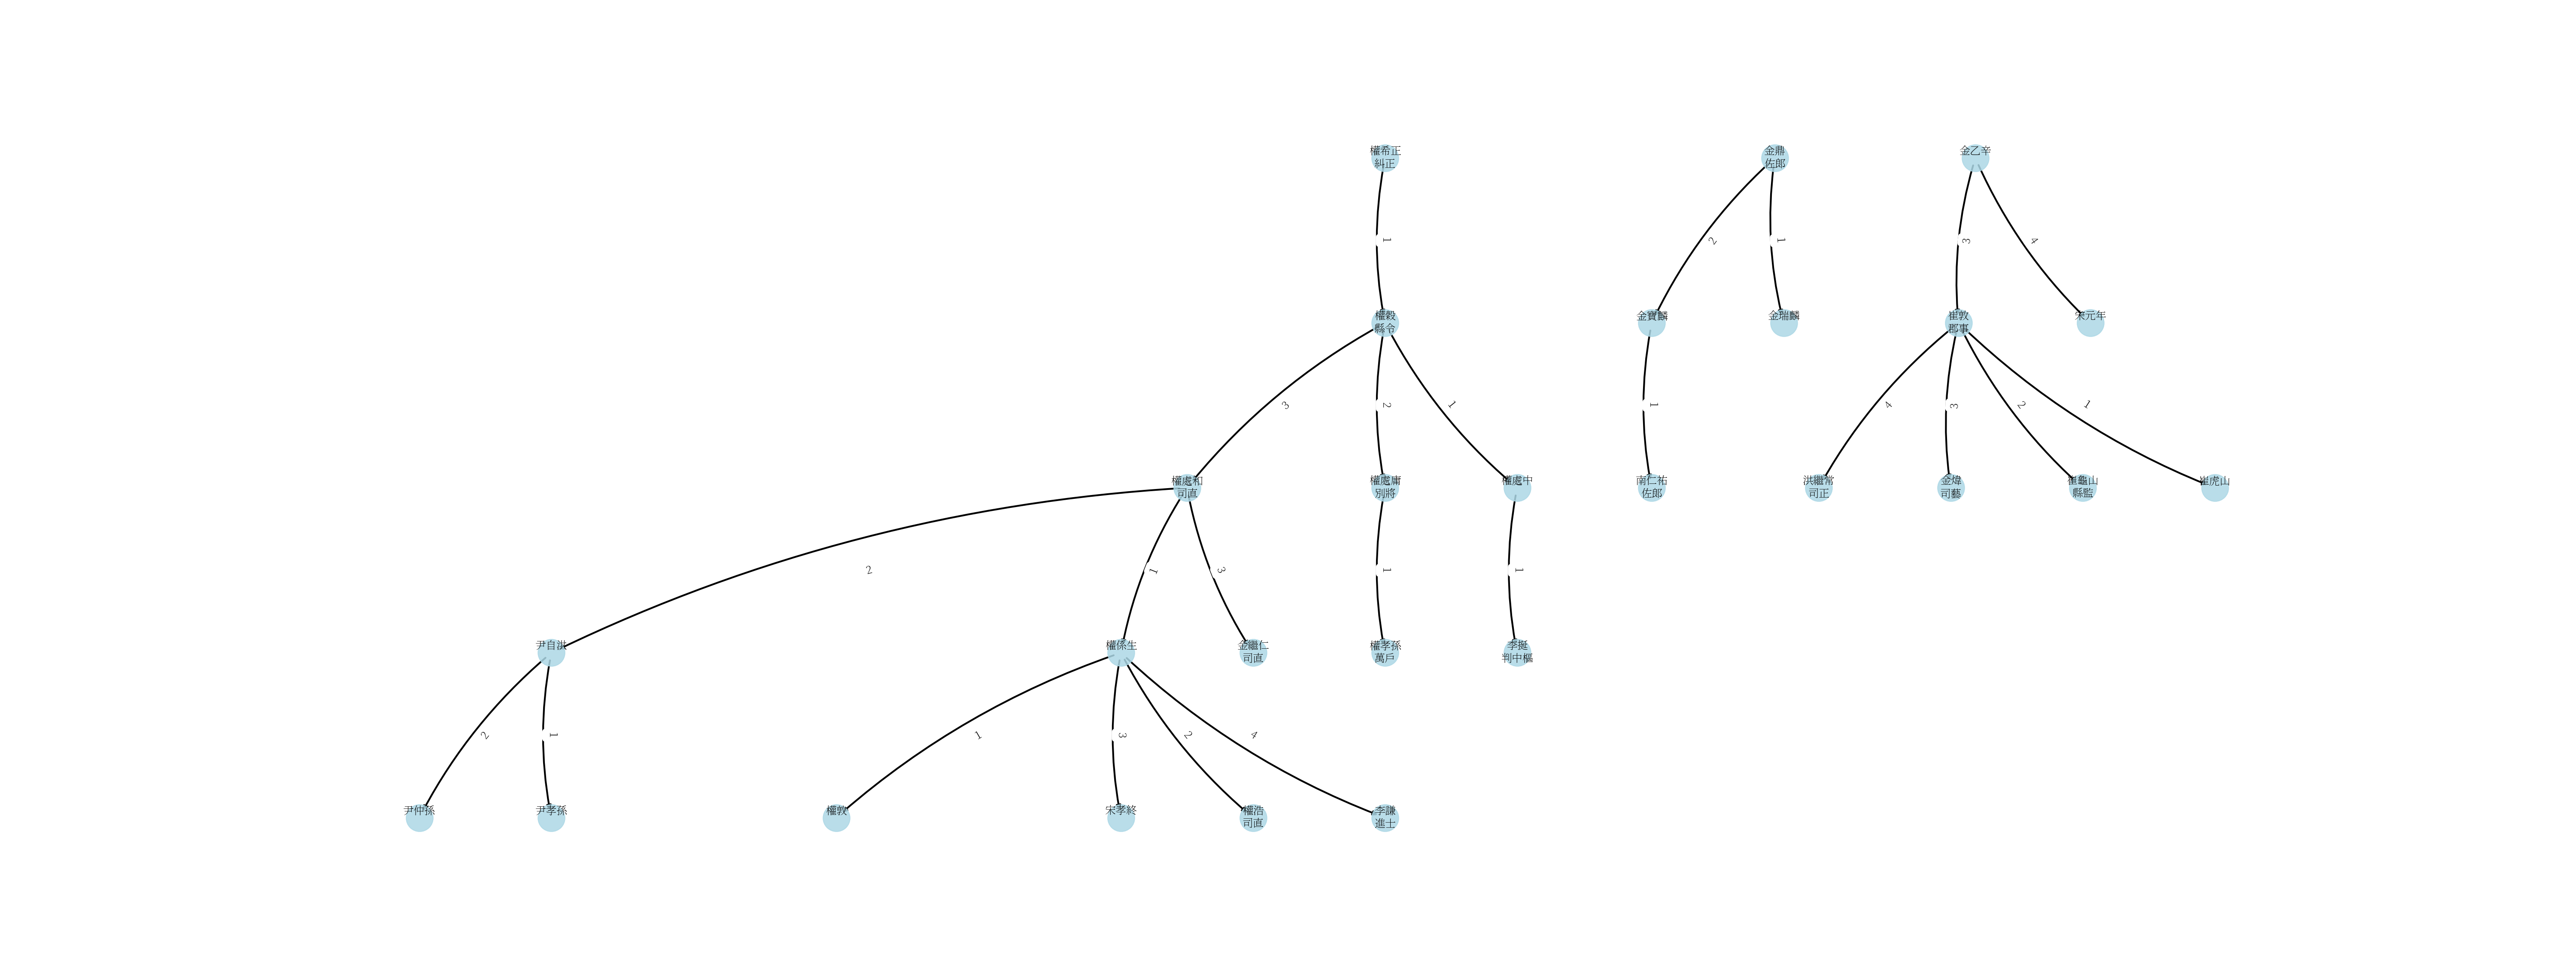 權希正
糾正
金鼎
佐郎
金乙辛
1
2
1
3
4
權縠
縣令
金寶麟
金瑞麟
崔敦
郡事
宋元年
3
2
1
1
4
3
2
1
權處和
司直
權處庸
別將
權處中
南仁祐
佐郎
洪繼常
司正
金煒
司藝
崔龜山
縣監
崔虎山
2
1
3
1
1
尹自洪
權係生
金繼仁
司直
權孝孫
萬戶
李挺
判中樞
2
1
1
3
2
4
尹仲孫
尹孝孫
權敦
宋孝終
權浩
司直
李謙
進士